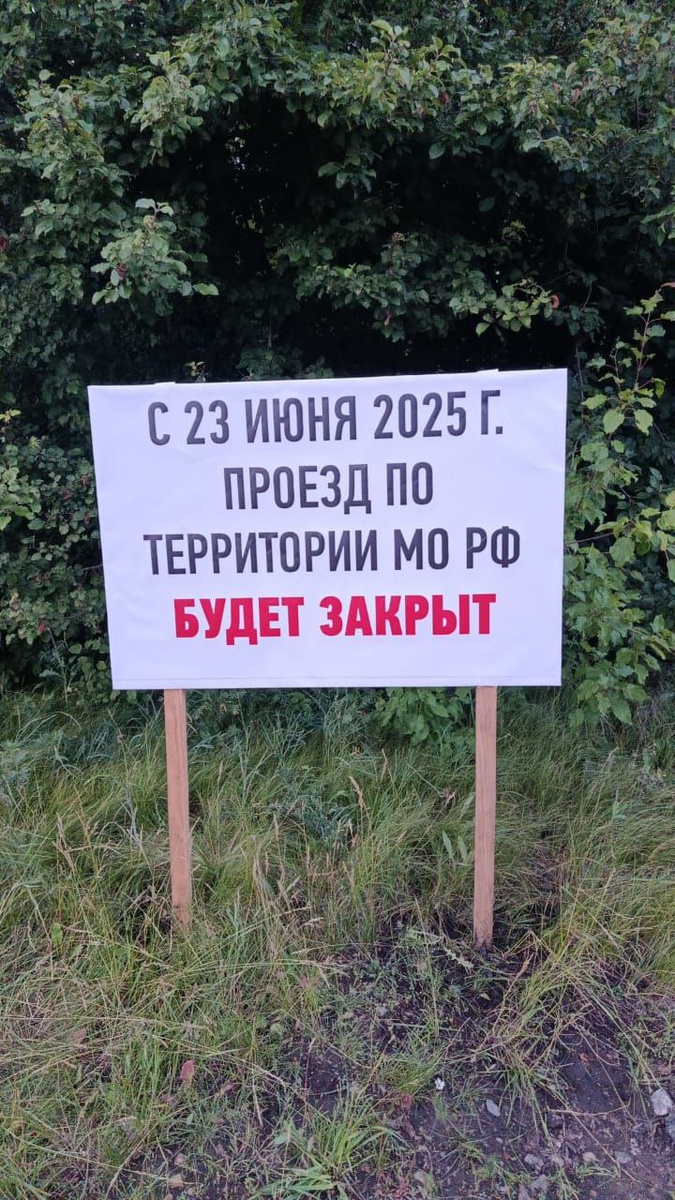 С 23 ИЮНЯ 2025 Г.
ПРОЕЗД ПО
ТЕРРИТОРИИ МО РФ
БУДЕТ ЗАКРЫТ